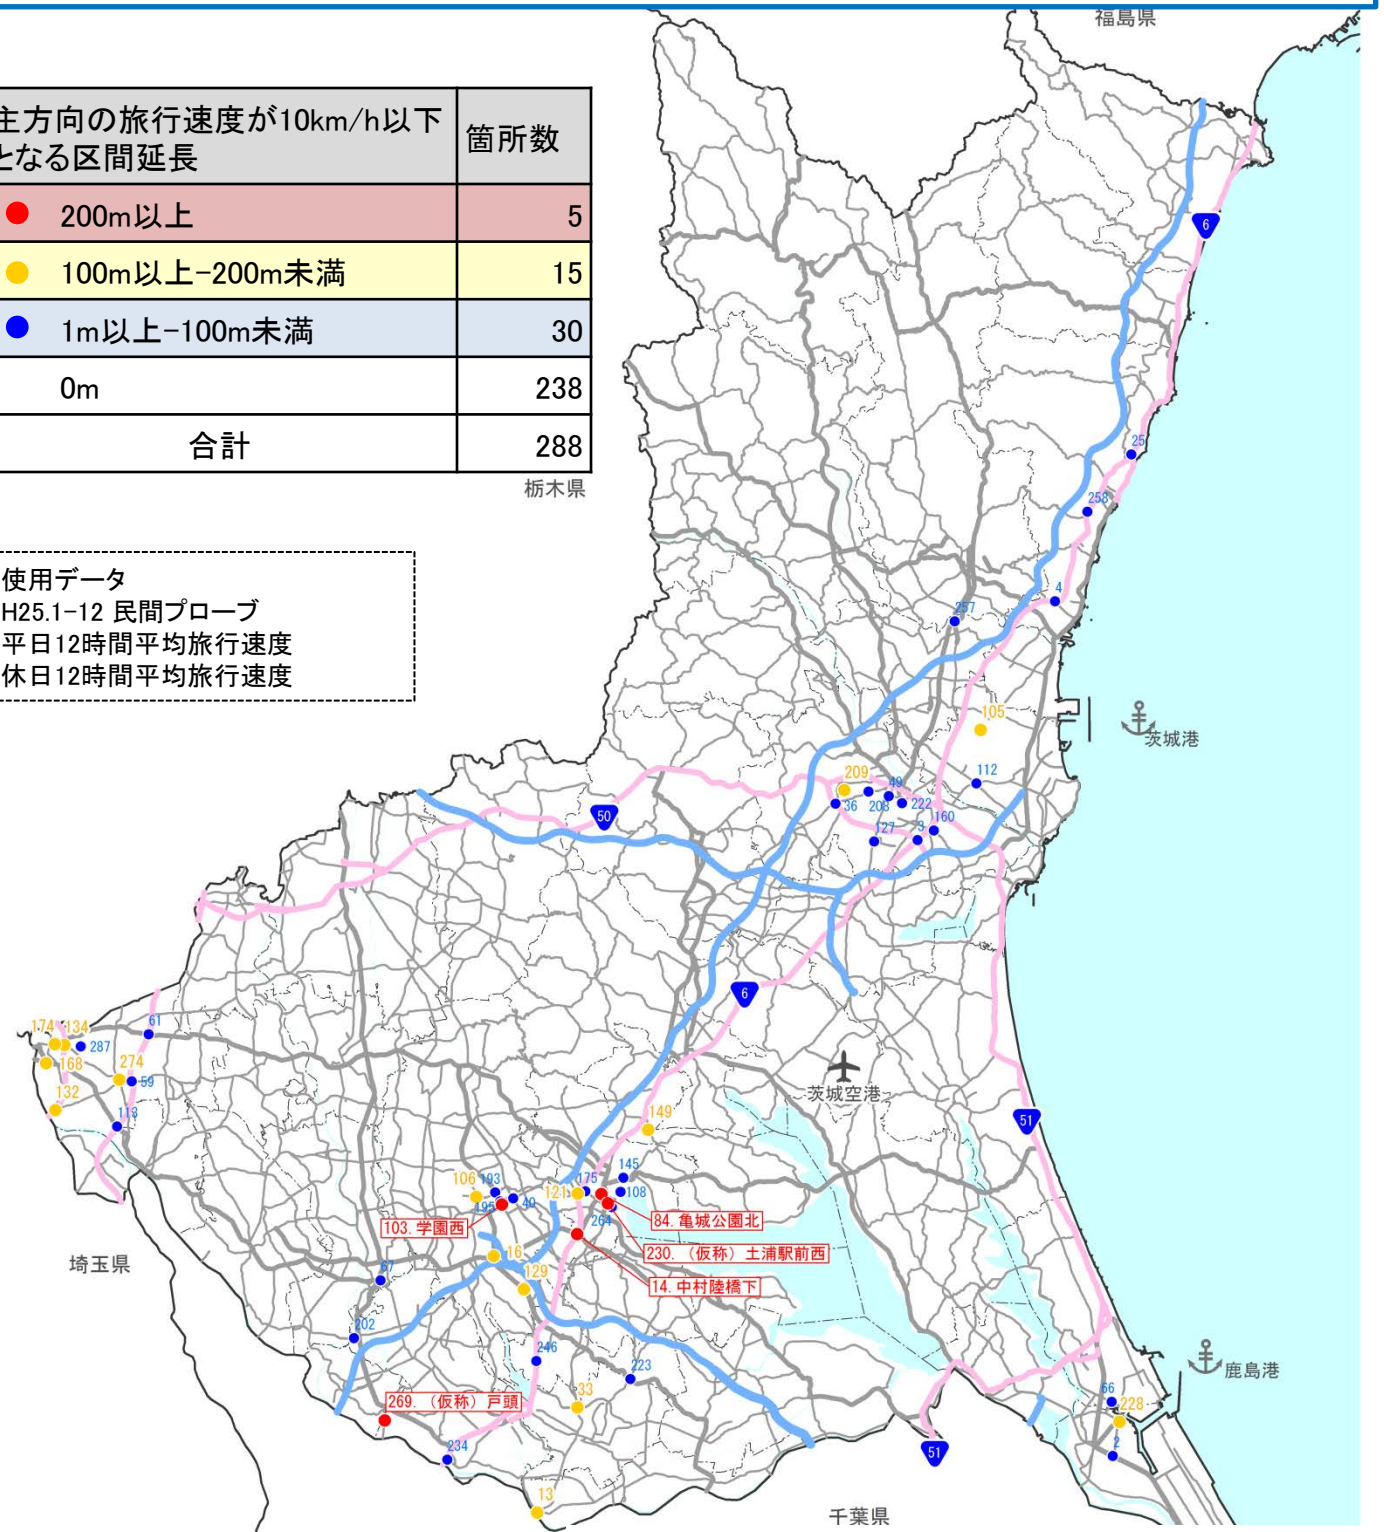 福島県
主方向の旅行速度が10km/h以下
となる区間延長
箇所数
200m以上
5
100m以上-200m未満
15
1m以上-100m未満
30
0m
238
合計
288
栃木県
使用データ
H25.1-12 民間プローブ
平日12時間平均旅行速度
休日12時間平均旅行速度
6
25
258
4
257
105
茨城港
112
209
49
36
208
222
160
50
127
3
6
茨城空港
174
134
287
61
168
274
59
132
113
149
51
145
106
193
175
121
108
195
40
264
103. 学園西
84. 亀城公園北
230. （仮称）土浦駅前西
14. 中村陸橋下
埼玉県
16
129
67
202
246
223
33
269. （仮称）戸頭
234
13
鹿島港
66
228
2
51
千葉県